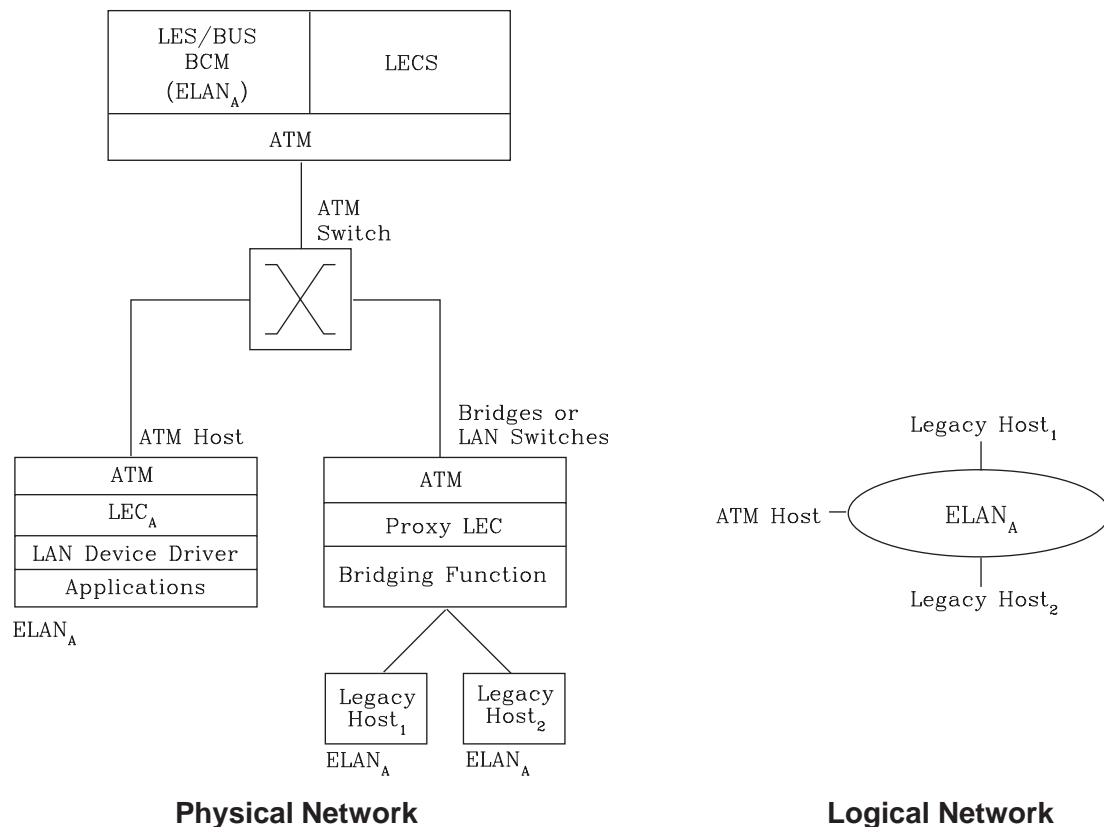 LES/BUS
BCM
(ELAN_A)
LECS
ATM
ATM
Switch
ATM Host
Bridges or
LAN Switches
ATM
LEC_A
LAN Device Driver
Applications
ELAN_A
ATM
Proxy LEC
Bridging Function
Legacy
Host_1
ELAN_A
Legacy
Host_2
ELAN_A
Legacy Host_1
ATM Host
ELAN_A
Legacy Host_2
Physical Network
Logical Network